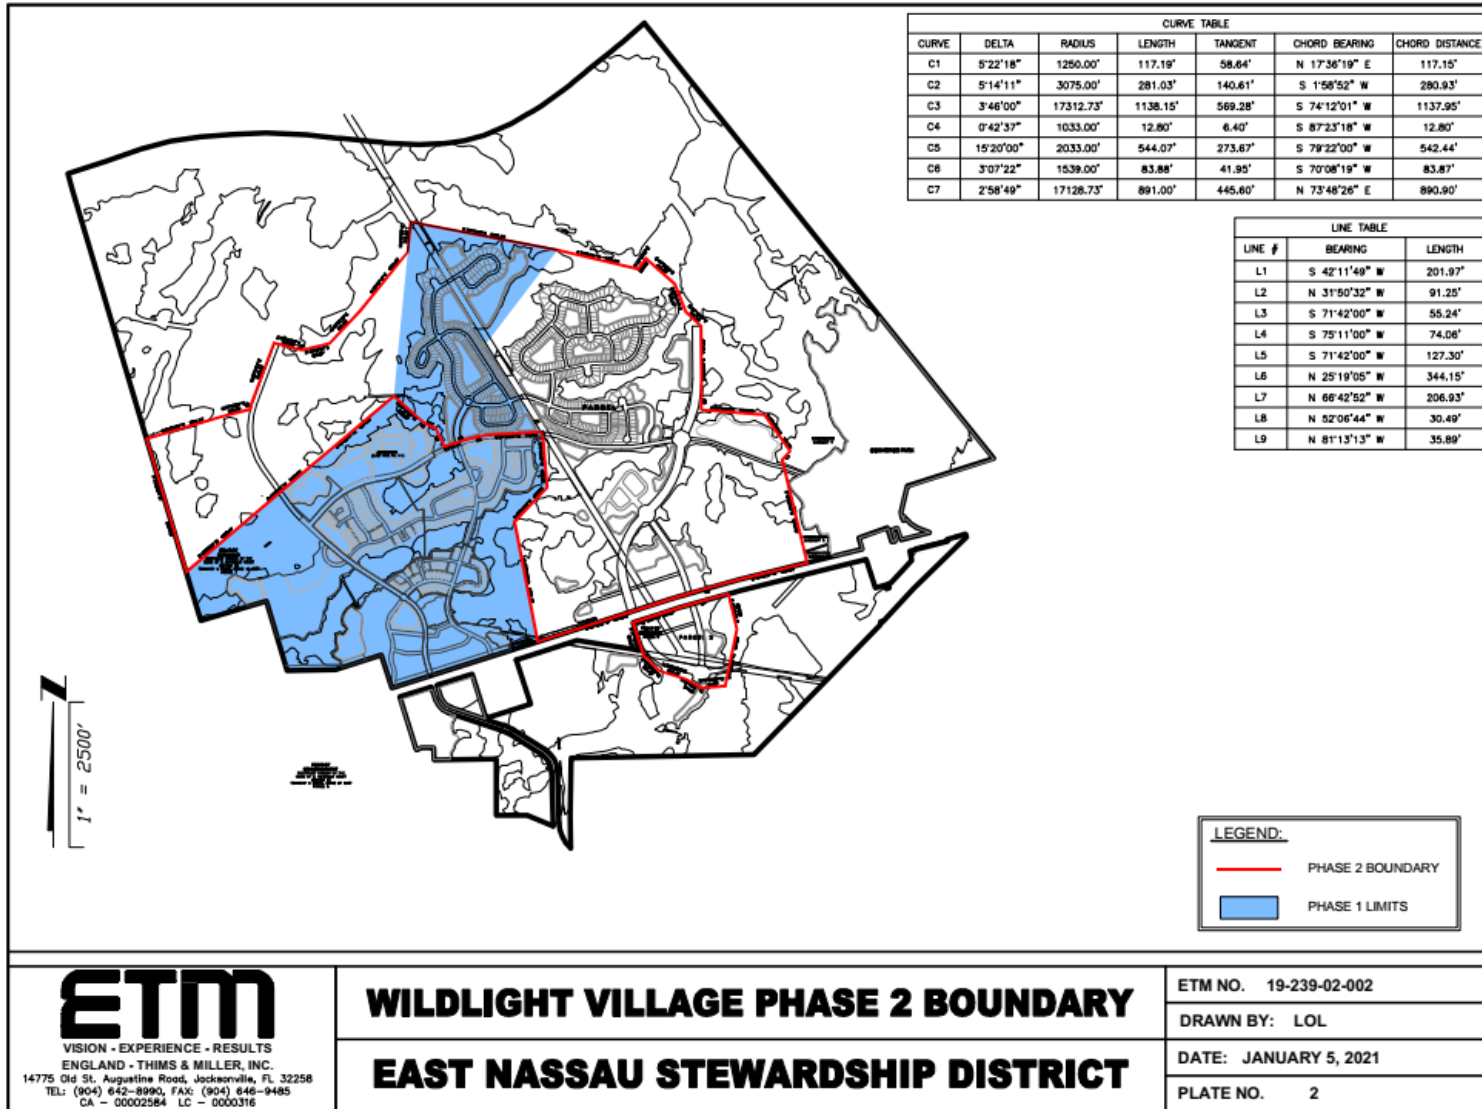 CURVE TABLE
CURVE DELTA RADIUS LENGTH TANGENT CHORD BEARING CHORD DISTANCE
C1 5°22'18" 1250.00' 117.19' 58.64' N 17°36'19" E 117.15'
C2 5°14'11" 3075.00' 281.03' 140.61' S 1°58'52" W 280.93'
C3 3°46'00" 17312.73' 1138.15' 569.28' S 74°12'01" W 1137.95'
C4 0°42'37" 1033.00' 12.80' 6.40' S 87°23'18" W 12.80'
C5 15°20'00" 2033.00' 544.07' 273.67' S 79°22'00" W 542.44'
C6 3°07'22" 1539.00' 83.88' 41.95' S 70°08'19" W 83.87'
C7 2°58'49" 17128.73' 891.00' 445.60' N 73°48'26" E 890.90'
LINE TABLE
LINE # BEARING LENGTH
L1 S 42°11'49" W 201.97'
L2 N 31°50'32" W 91.25'
L3 S 71°42'00" W 55.24'
L4 S 75°11'00" W 74.06'
L5 S 71°42'00" W 127.30'
L6 N 25°19'05" W 344.15'
L7 N 66°42'52" W 206.93'
L8 N 52°06'44" W 30.49'
L9 N 81°13'13" W 35.89'
PARCEL 1
PARCEL 2
N
1" = 2500'
LEGEND:
PHASE 2 BOUNDARY
PHASE 1 LIMITS
ETM
VISION - EXPERIENCE - RESULTS
ENGLAND - THIMS & MILLER, INC.
14775 Old St. Augustine Road, Jacksonville, FL 32258
TEL: (904) 642-8990, FAX: (904) 646-9485
CA - 00002584 LC - 0000316
WILDLIGHT VILLAGE PHASE 2 BOUNDARY
EAST NASSAU STEWARDSHIP DISTRICT
ETM NO. 19-239-02-002
DRAWN BY: LOL
DATE: JANUARY 5, 2021
PLATE NO. 2